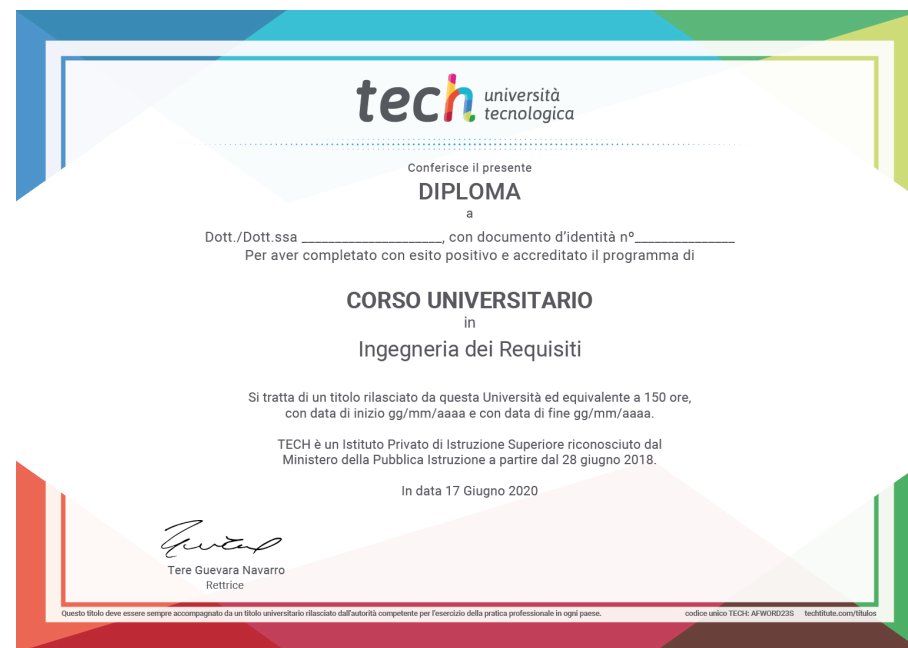 tech università
tecnologica
Conferisce il presente
DIPLOMA
a
Dott./Dott.ssa _____________________, con documento d'identità nº_______________
Per aver completato con esito positivo e accreditato il programma di
CORSO UNIVERSITARIO
in
Ingegneria dei Requisiti
Si tratta di un titolo rilasciato da questa Università ed equivalente a 150 ore,
con data di inizio gg/mm/aaaa e con data di fine gg/mm/aaaa.
TECH è un Istituto Privato di Istruzione Superiore riconosciuto dal
Ministero della Pubblica Istruzione a partire dal 28 giugno 2018.
In data 17 Giugno 2020
Tere Guevara Navarro
Rettrice
Questo titolo deve essere sempre accompagnato da un titolo universitario rilasciato dall'autorità competente per l'esercizio della pratica professionale in ogni paese. codice unico TECH: AFWORD23S techtitute.com/titulos